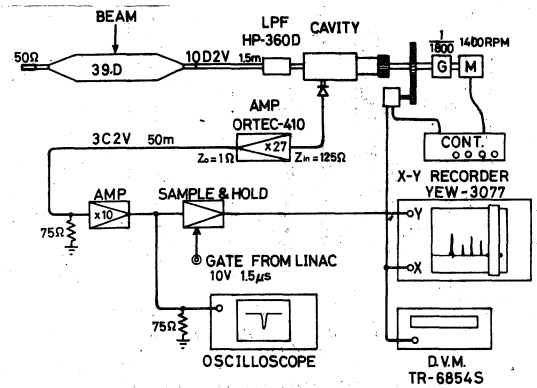 BEAM
LPF
HP-360D
CAVITY
1/1800
1400RPM
50Ω
39.D
10D2V
1.5m
G
M
AMP
ORTEC-410
CONT.
3C2V 50m
Zo=1Ω
×27
Zin=125Ω
X-Y RECORDER
YEW-3077
AMP
SAMPLE & HOLD
×10
Y
75Ω
GATE FROM LINAC
10V 1.5μs
X
75Ω
OSCILLOSCOPE
D.V.M.
TR-6854S